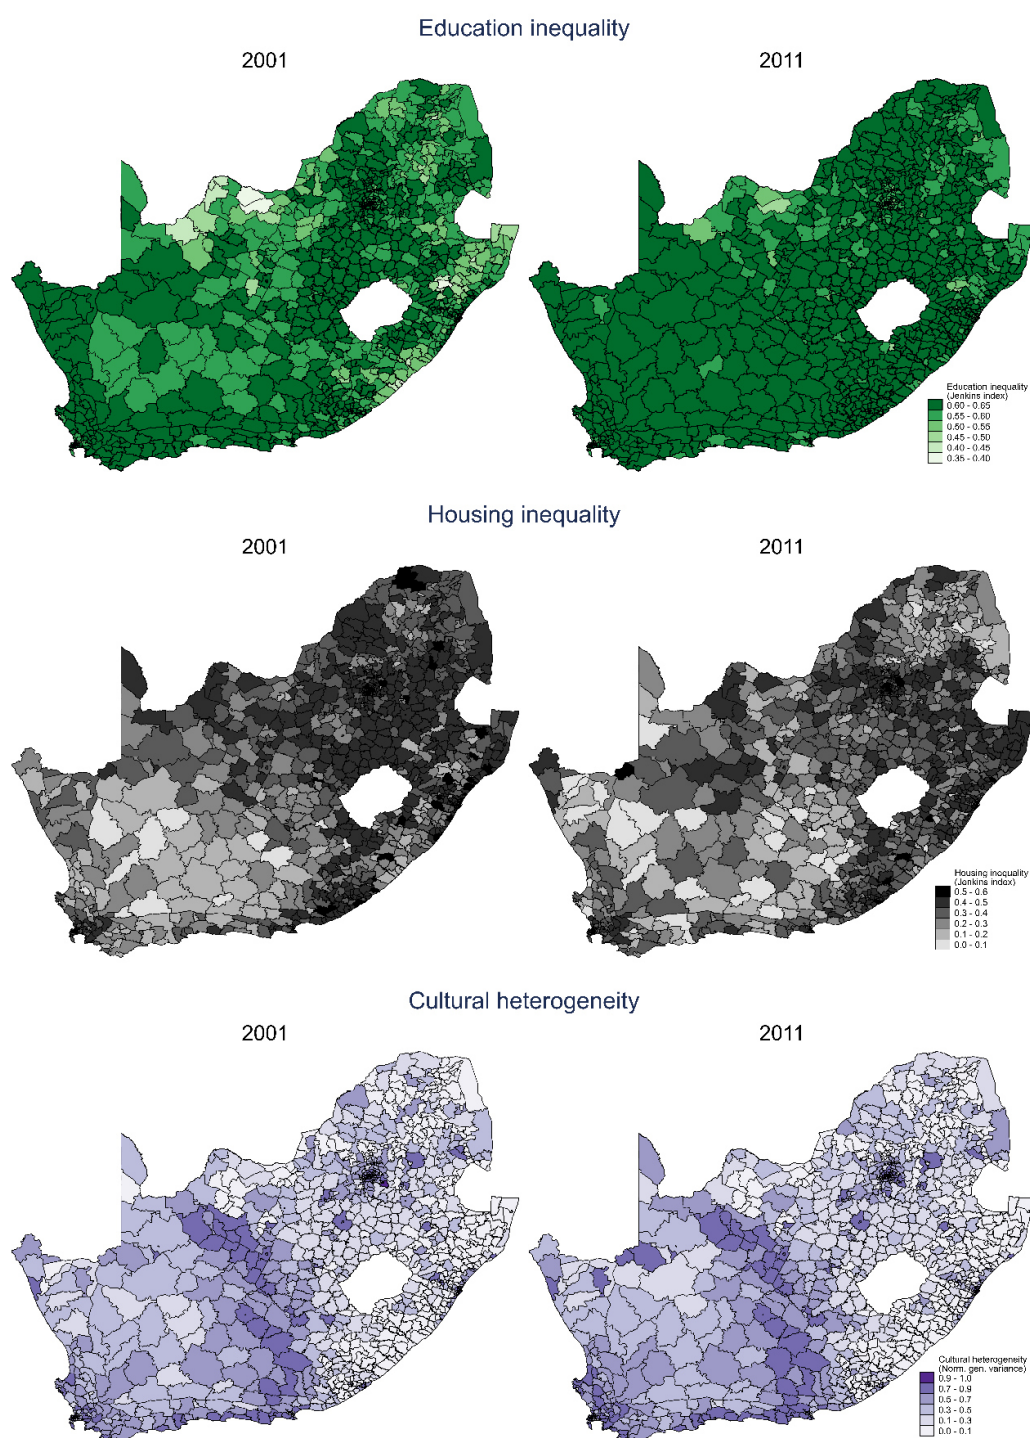 Education inequality
2001
2011
Education inequality
(Jenkins index)
0.60 - 0.65
0.55 - 0.60
0.50 - 0.55
0.45 - 0.50
0.40 - 0.45
0.35 - 0.40
Housing inequality
2001
2011
Housing inequality
(Jenkins index)
0.5 - 0.6
0.4 - 0.5
0.3 - 0.4
0.2 - 0.3
0.1 - 0.2
0.0 - 0.1
Cultural heterogeneity
2001
2011
Cultural heterogeneity
(Norm. gen. variance)
0.9 - 1.0
0.7 - 0.9
0.5 - 0.7
0.3 - 0.5
0.1 - 0.3
0.0 - 0.1